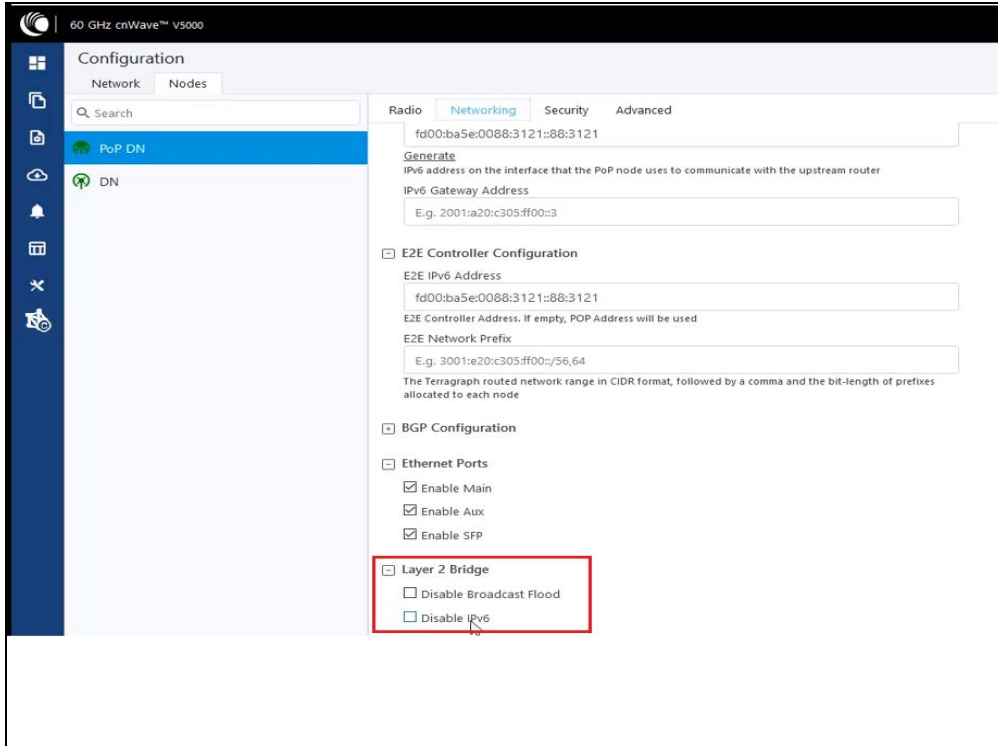 60 GHz cnWave™ V5000
Configuration
Network Nodes
Search
PoP DN
DN
Radio Networking Security Advanced
fd00:ba5e:0088:3121::88:3121
Generate
IPv6 address on the interface that the PoP node uses to communicate with the upstream router
IPv6 Gateway Address
E.g. 2001:a20:c305:ff00::3
E2E Controller Configuration
E2E IPv6 Address
fd00:ba5e:0088:3121::88:3121
E2E Controller Address. If empty, POP Address will be used
E2E Network Prefix
E.g. 3001:e20:c305:ff00::/56,64
The Terragraph routed network range in CIDR format, followed by a comma and the bit-length of prefixes
allocated to each node
BGP Configuration
Ethernet Ports
Enable Main
Enable Aux
Enable SFP
Layer 2 Bridge
Disable Broadcast Flood
Disable IPv6